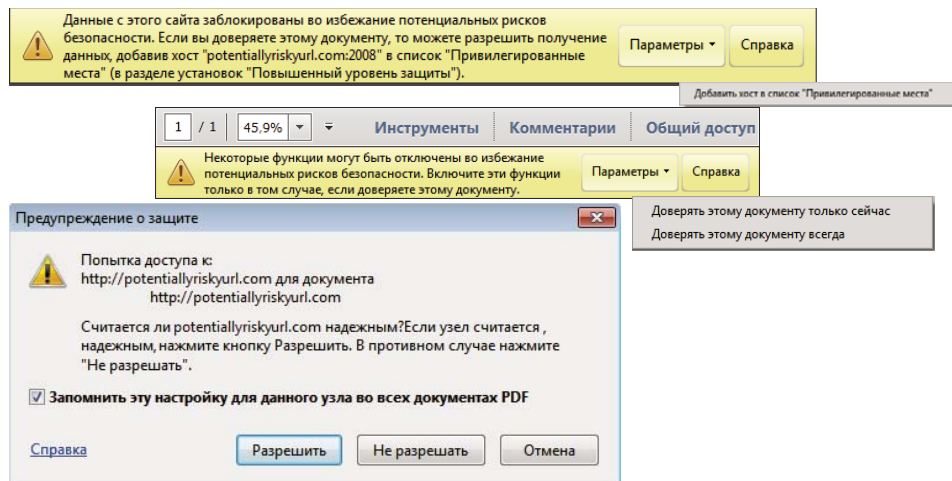 Данные с этого сайта заблокированы во избежание потенциальных рисков
безопасности. Если вы доверяете этому документу, то можете разрешить получение
данных, добавив хост "potentiallyriskyurl.com:2008" в список "Привилегированные
места" (в разделе установок "Повышенный уровень защиты").
Параметры
Справка
Добавить хост в список "Привилегированные места"
1 / 1
45,9%
Инструменты
Комментарии
Общий доступ
Некоторые функции могут быть отключены во избежание
потенциальных рисков безопасности. Включите эти функции
только в том случае, если доверяете этому документу.
Параметры
Справка
Доверять этому документу только сейчас
Доверять этому документу всегда
Предупреждение о защите
Попытка доступа к:
http://potentiallyriskyurl.com для документа
http://potentiallyriskyurl.com
Считается ли potentiallyriskyurl.com надежным?Если узел считается ,
надежным, нажмите кнопку Разрешить. В противном случае нажмите
"Не разрешать".
Запомнить эту настройку для данного узла во всех документах PDF
Справка
Разрешить
Не разрешать
Отмена